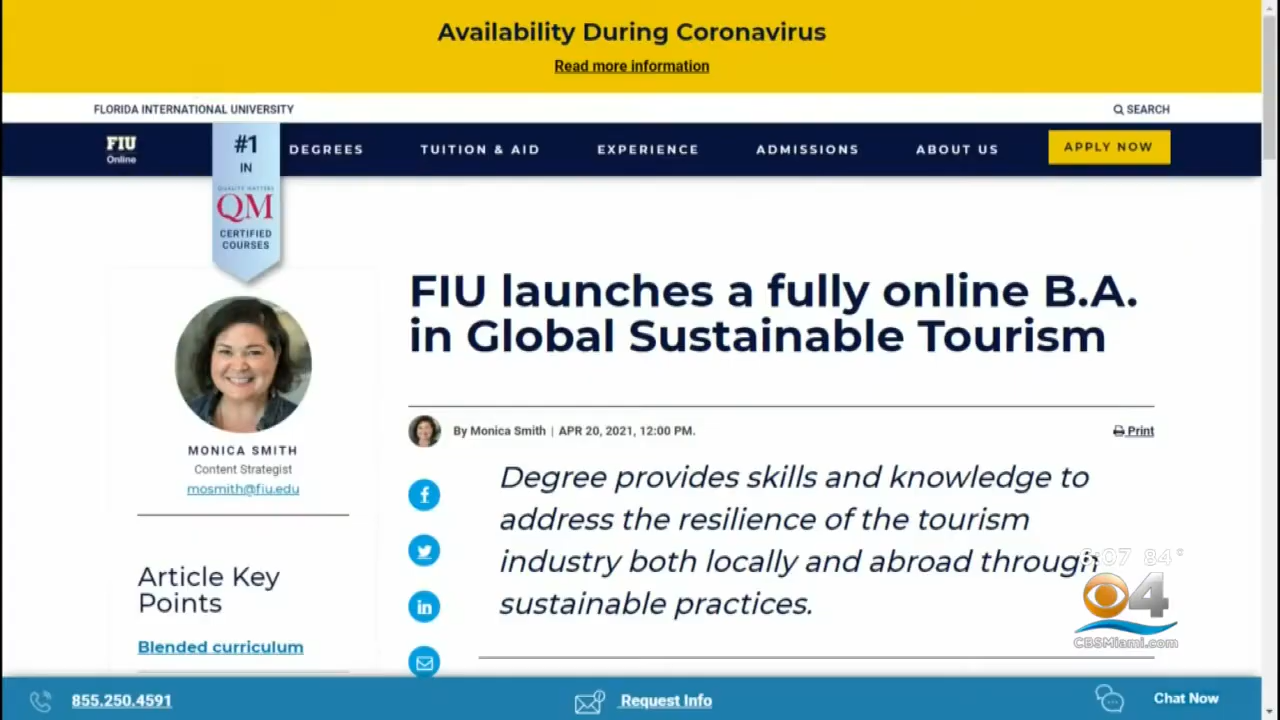 Availability During Coronavirus
Read more information
FLORIDA INTERNATIONAL UNIVERSITY
SEARCH
FIU
Online
#1
IN
QUALITY MATTERS
QM
CERTIFIED
COURSES
DEGREES
TUITION & AID
EXPERIENCE
ADMISSIONS
ABOUT US
APPLY NOW
MONICA SMITH
Content Strategist
mosmith@fiu.edu
Article Key
Points
Blended curriculum
FIU launches a fully online B.A.
in Global Sustainable Tourism
By Monica Smith | APR 20, 2021, 12:00 PM.
Print
Degree provides skills and knowledge to
address the resilience of the tourism
industry both locally and abroad through
sustainable practices.
84°
4
CBSMiami.com
855.250.4591
Request Info
Chat Now